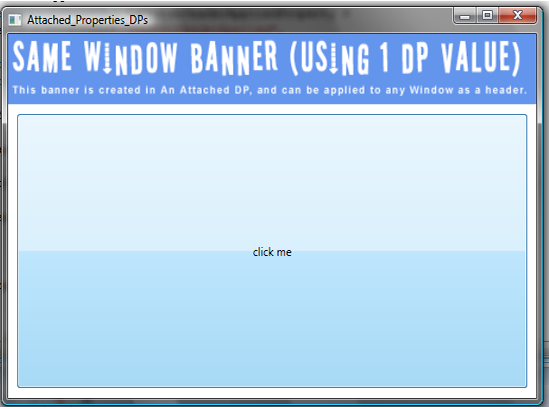 Attached_Properties_DPs
SAME WINDOW BANNER (USING 1 DP VALUE)
This banner is created in An Attached DP, and can be applied to any Window as a header.
click me